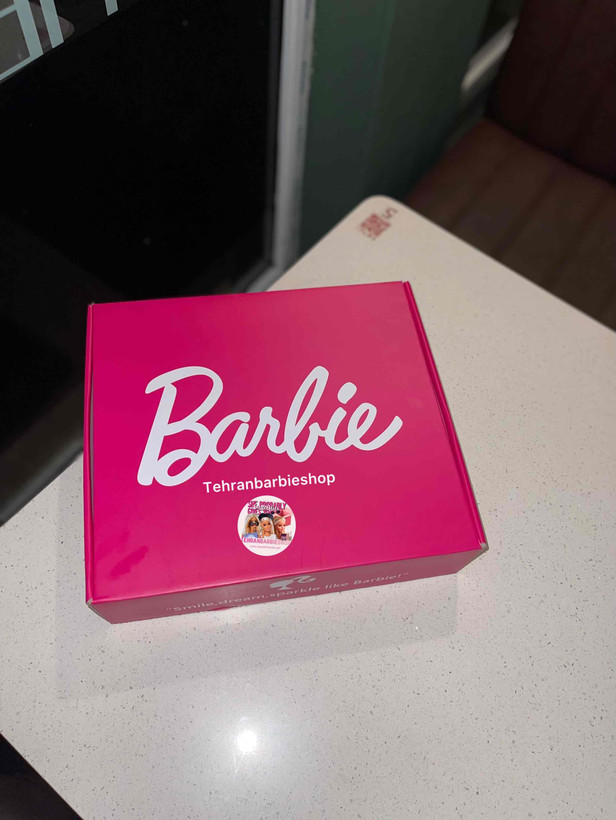 Barbie
Tehranbarbieshop
"Smile,dream,sparkle like Barbie!"